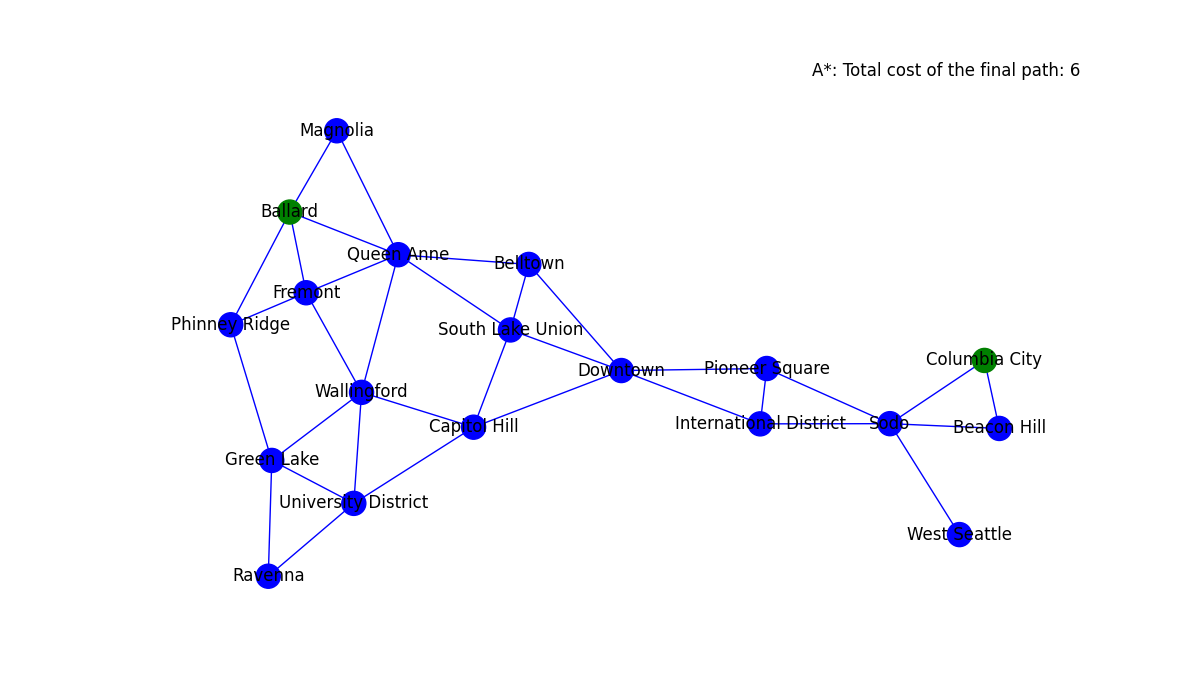 A*: Total cost of the final path: 6
Magnolia
Ballard
Queen Anne
Belltown
Fremont
Phinney Ridge
South Lake Union
Columbia City
Downtown
Pioneer Square
Wallingford
Capitol Hill
International District
Sodo
Beacon Hill
Green Lake
University District
West Seattle
Ravenna